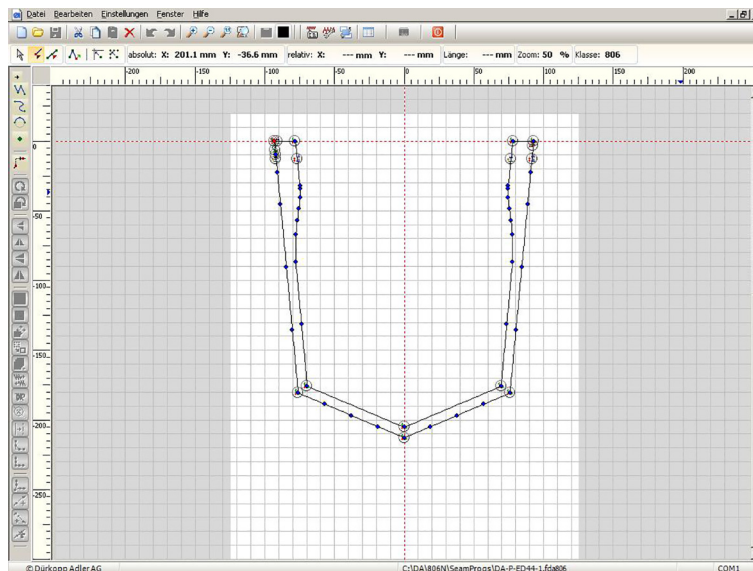 Datei Bearbeiten Einstellungen Fenster Hilfe
absolut: X: 201.1 mm Y: -36.6 mm relativ: X: --- mm Y: --- mm Länge: --- mm Zoom: 50 % Klasse: 806
-200 -150 -100 -50 0 50 100 150 200
0
-50
-100
-150
-200
-250
© Dürkopp Adler AG C:\DA\806N\SeamProgs\DA-P-ED44-1.fda806 COM1